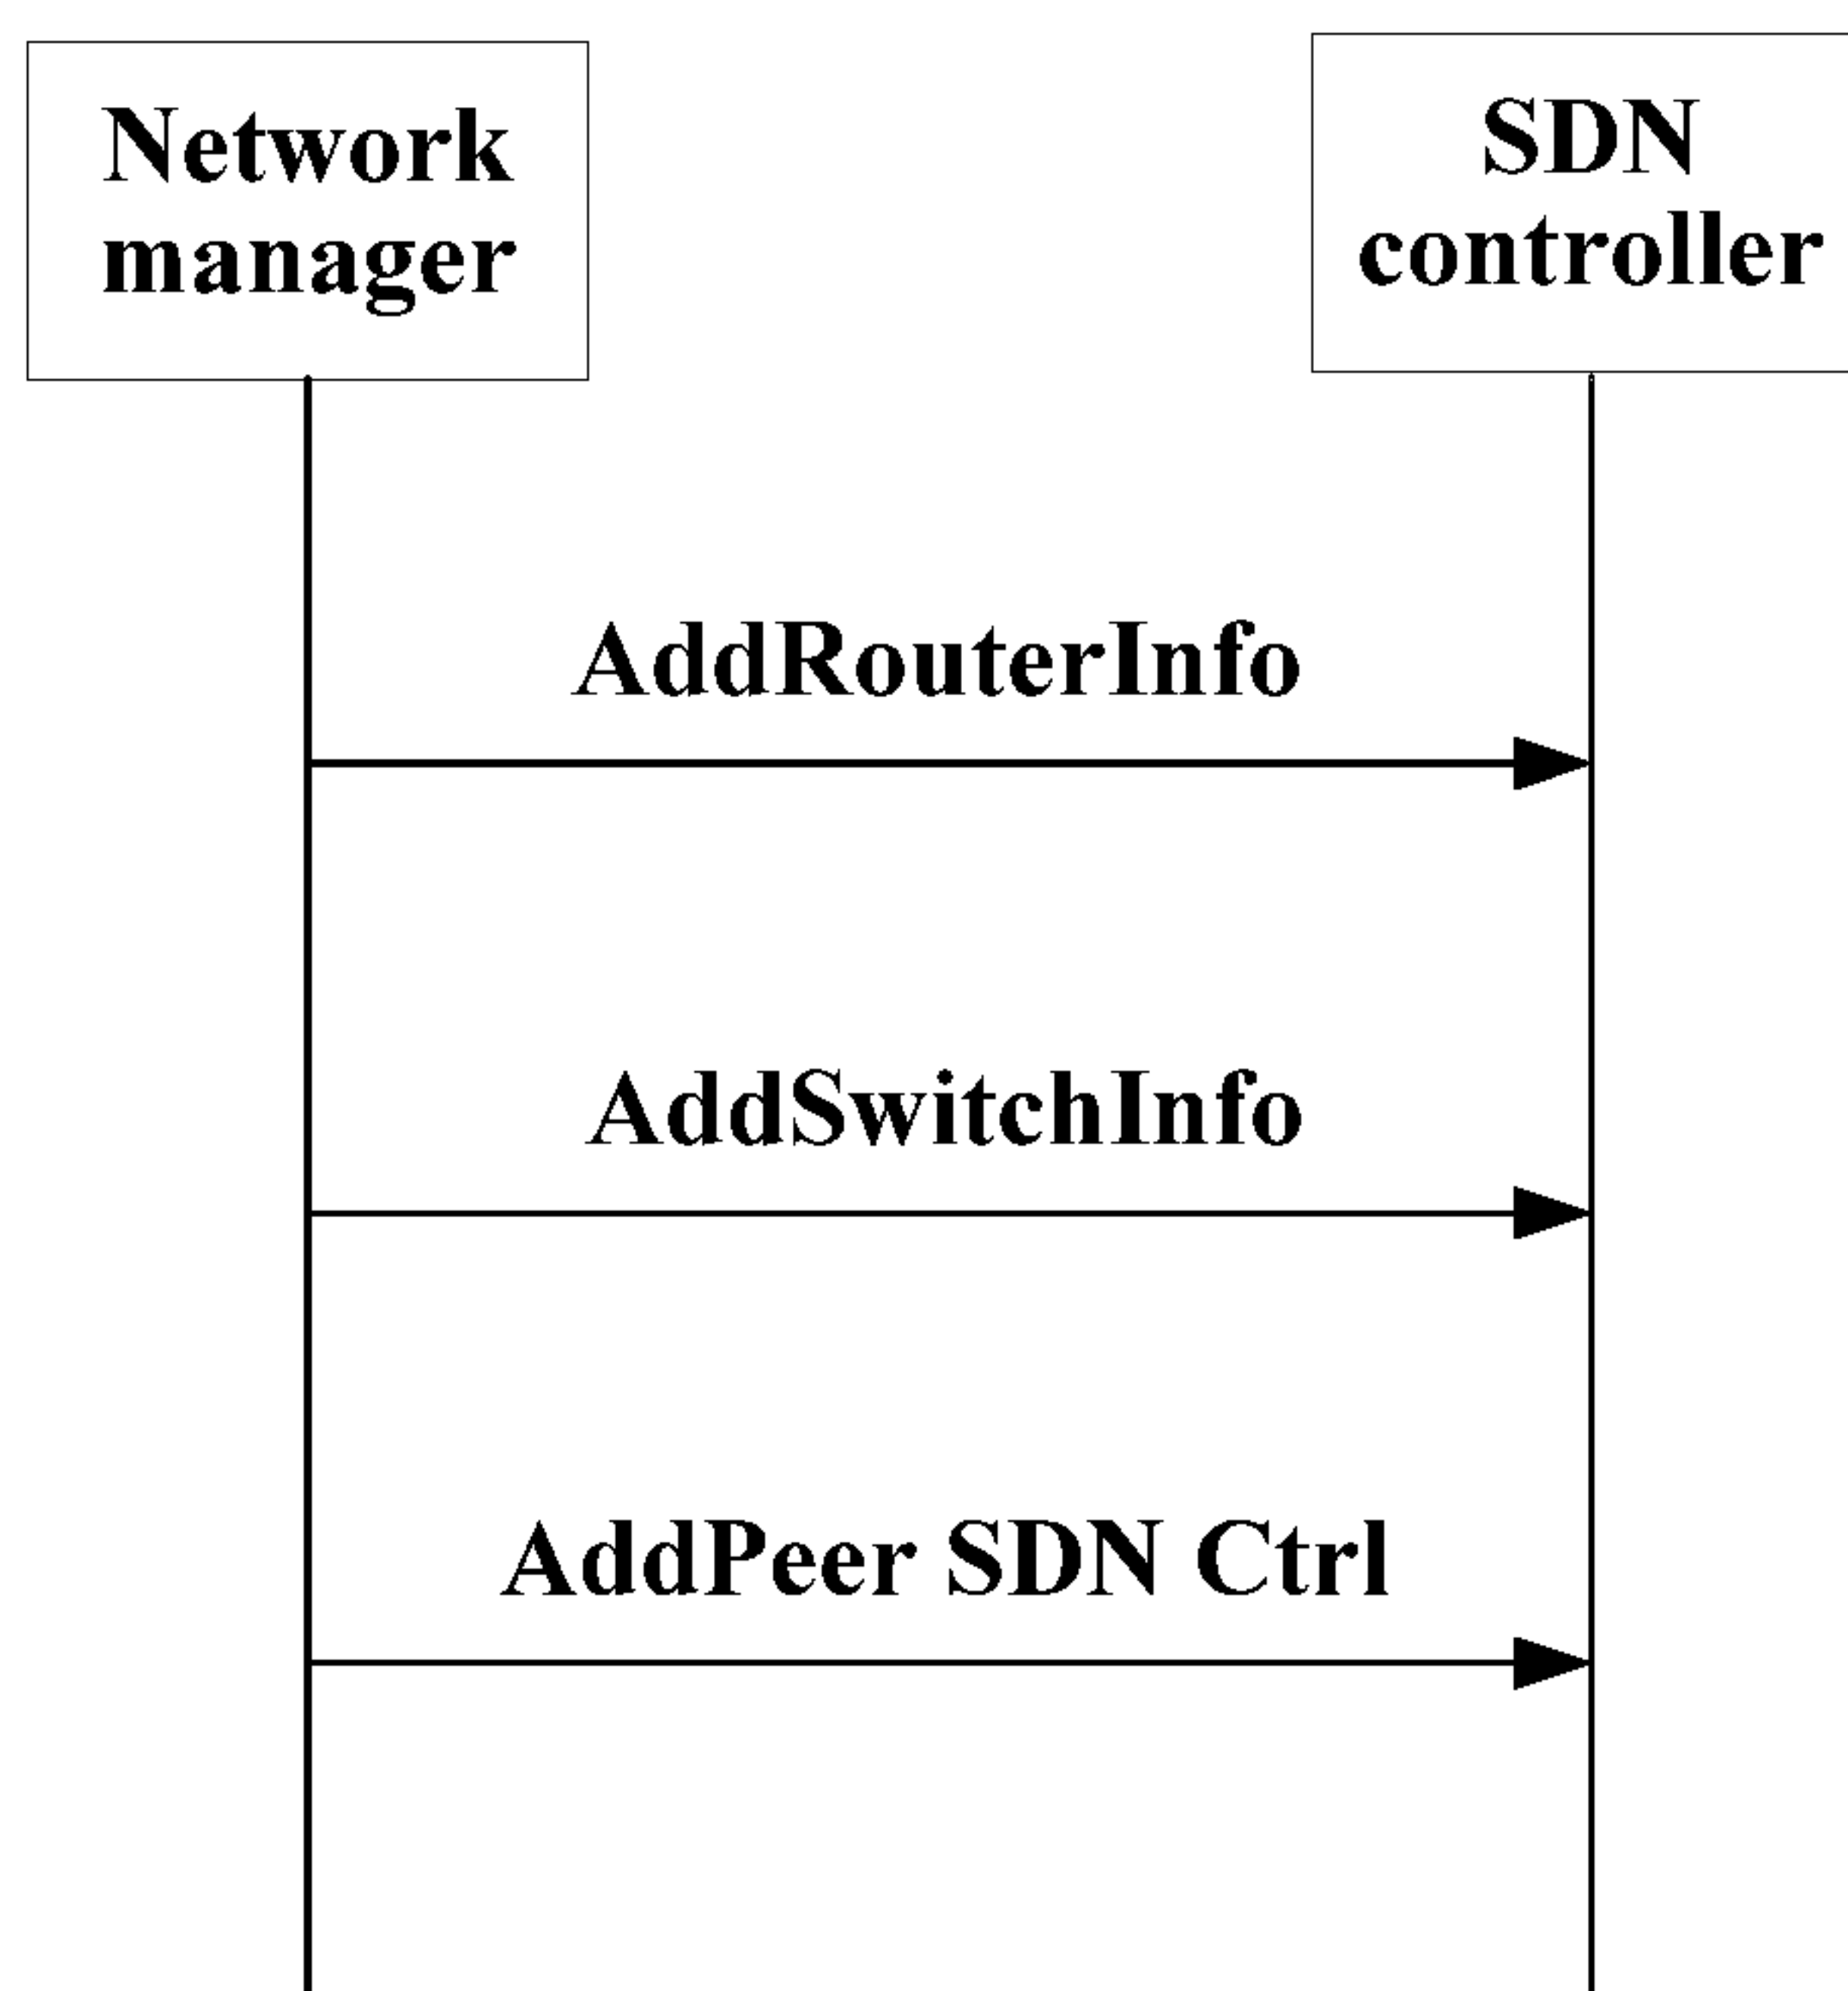 Network
manager
SDN
controller
AddRouterInfo
AddSwitchInfo
AddPeer SDN Ctrl